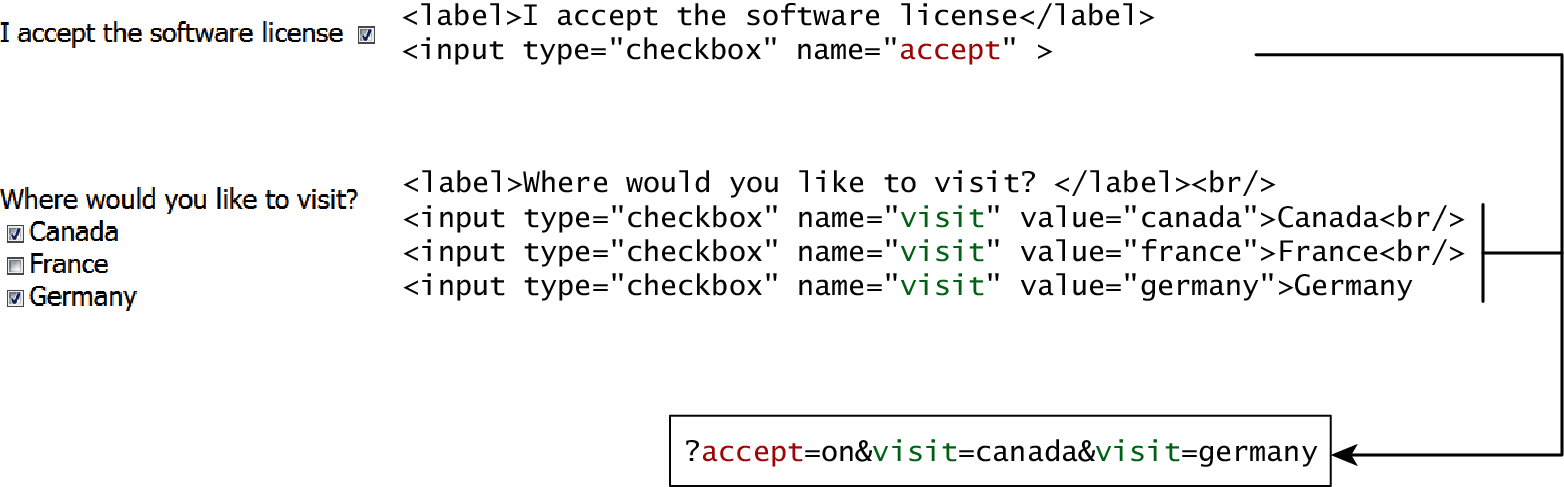 I accept the software license
<label>I accept the software license</label>
<input type="checkbox" name="accept" >
Where would you like to visit?
Canada
France
Germany
<label>Where would you like to visit? </label><br/>
<input type="checkbox" name="visit" value="canada">Canada<br/>
<input type="checkbox" name="visit" value="france">France<br/>
<input type="checkbox" name="visit" value="germany">Germany
?accept=on&visit=canada&visit=germany